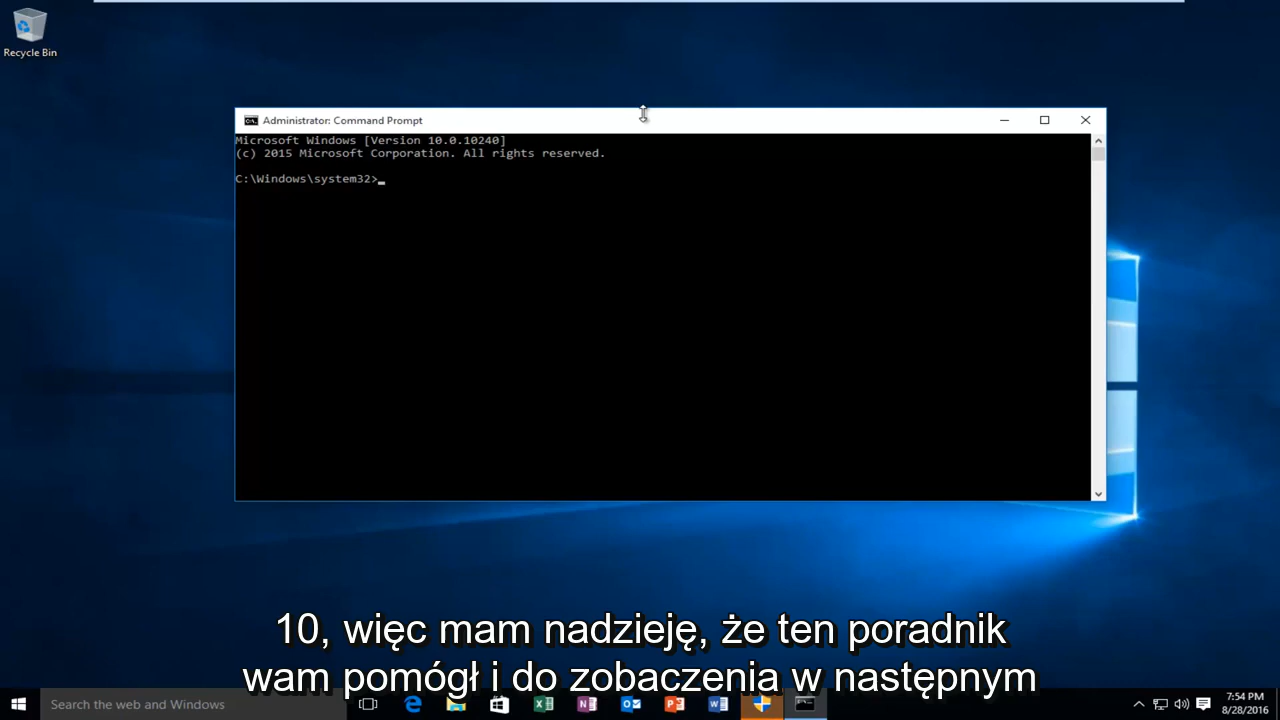 Recycle Bin
Administrator: Command Prompt
Microsoft Windows [Version 10.0.10240]
(c) 2015 Microsoft Corporation. All rights reserved.
C:\Windows\system32>_
10, więc mam nadzieję, że ten poradnik
wam pomógł i do zobaczenia w następnym
Search the web and Windows
7:54 PM
8/28/2016